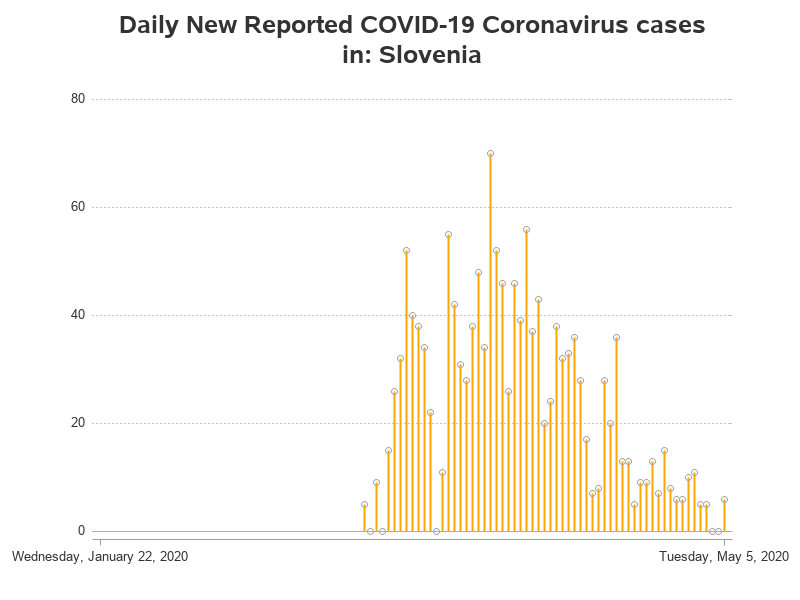 Daily New Reported COVID-19 Coronavirus cases
in: Slovenia
80
60
40
20
0
Wednesday, January 22, 2020
Tuesday, May 5, 2020